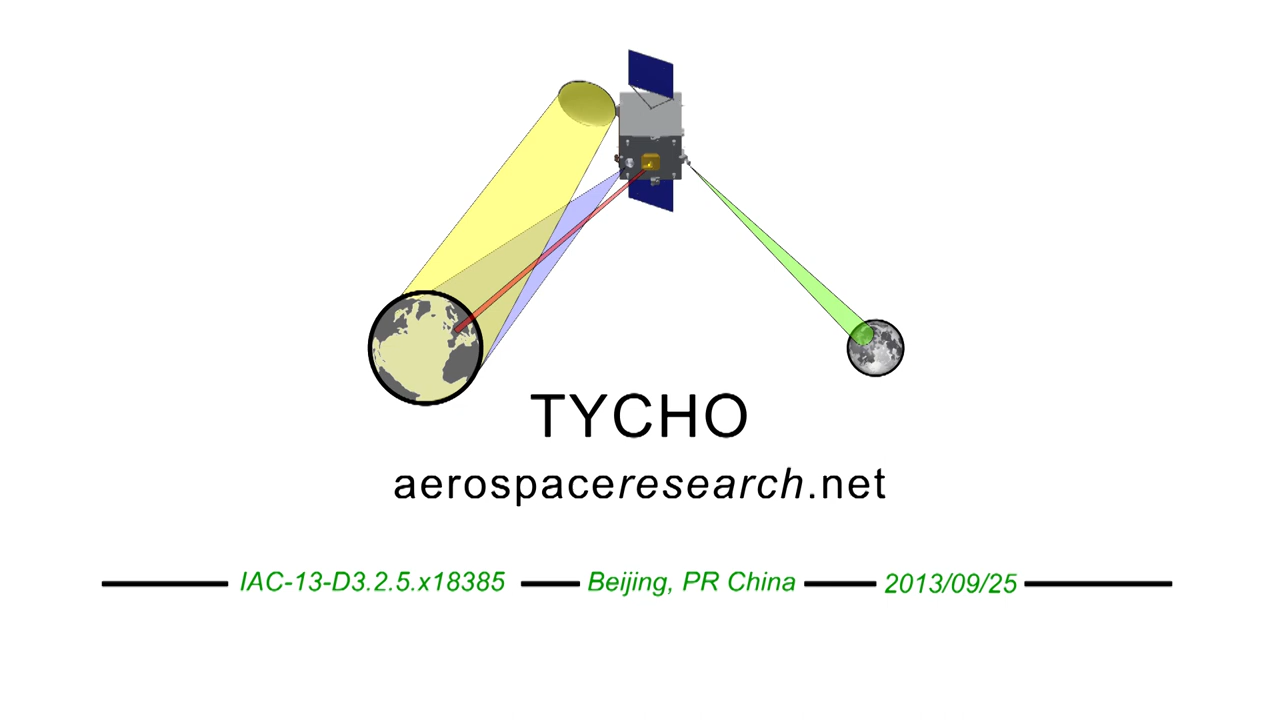 TYCHO
aerospaceresearch.net
IAC-13-D3.2.5.x18385 Beijing, PR China 2013/09/25